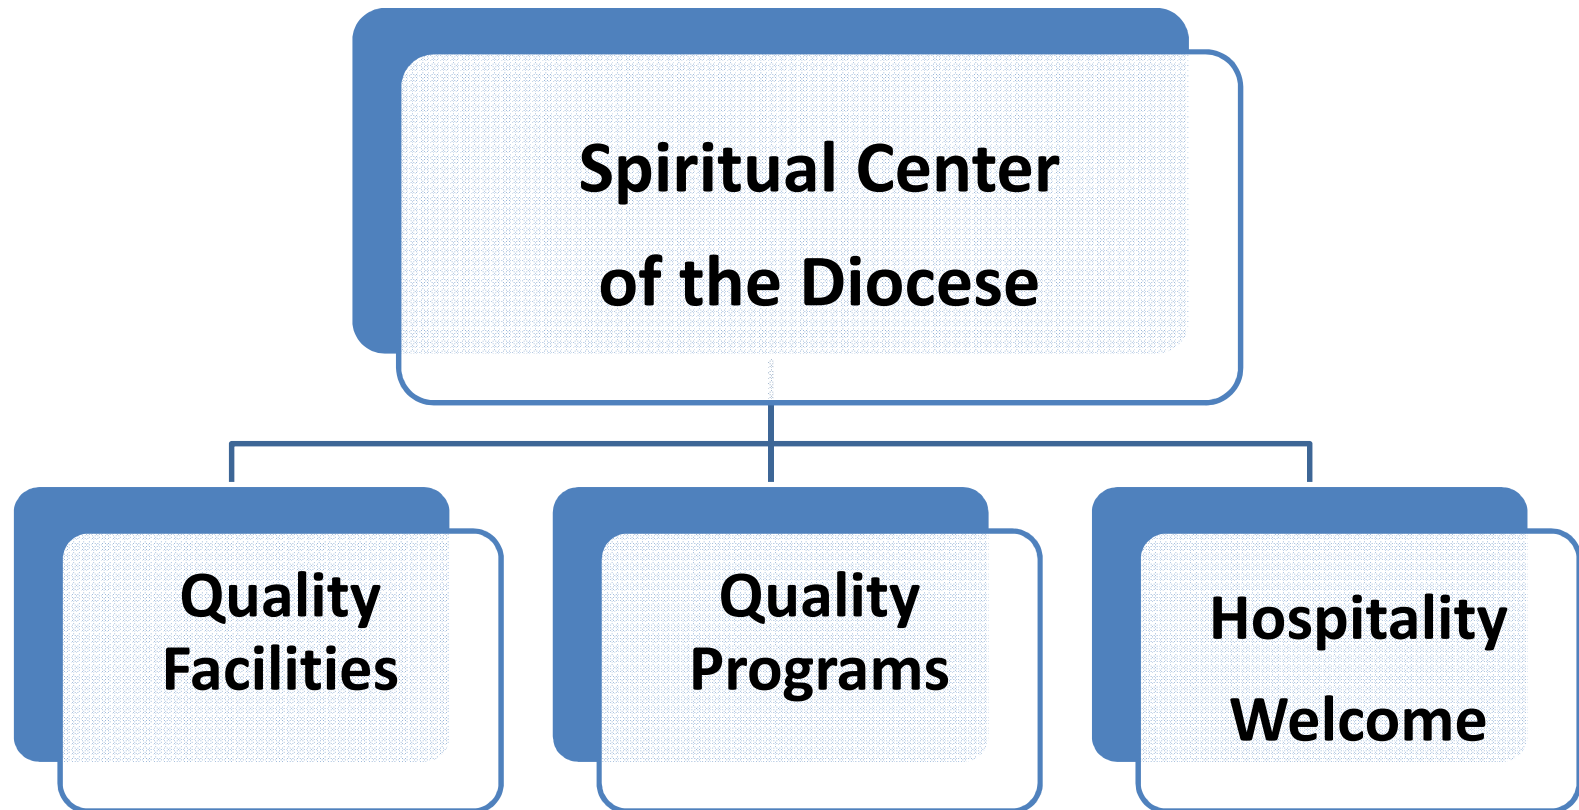 Spiritual Center
of the Diocese
Quality
Facilities
Quality
Programs
Hospitality
Welcome